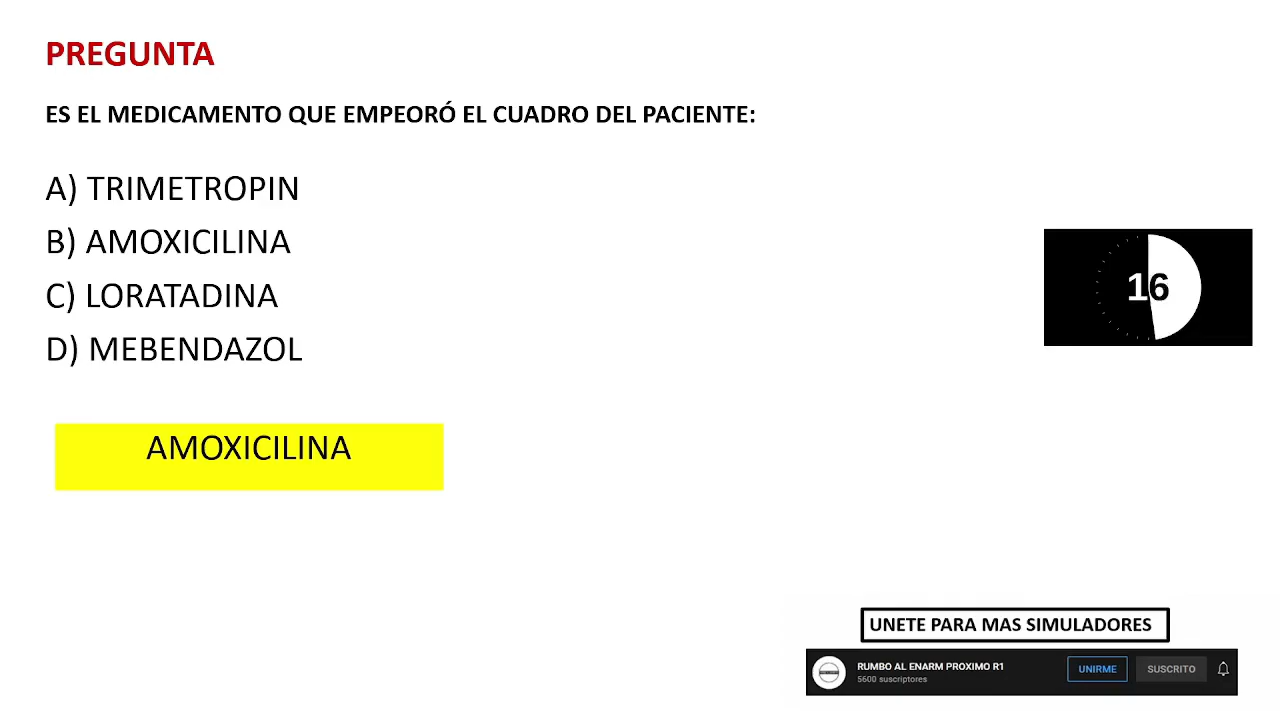 PREGUNTA
ES EL MEDICAMENTO QUE EMPEORÓ EL CUADRO DEL PACIENTE:
A) TRIMETROPIN
B) AMOXICILINA
C) LORATADINA
D) MEBENDAZOL
16
AMOXICILINA
UNETE PARA MAS SIMULADORES
RUMBO AL ENARM PROXIMO R1
5600 suscriptores
UNIRME
SUSCRITO